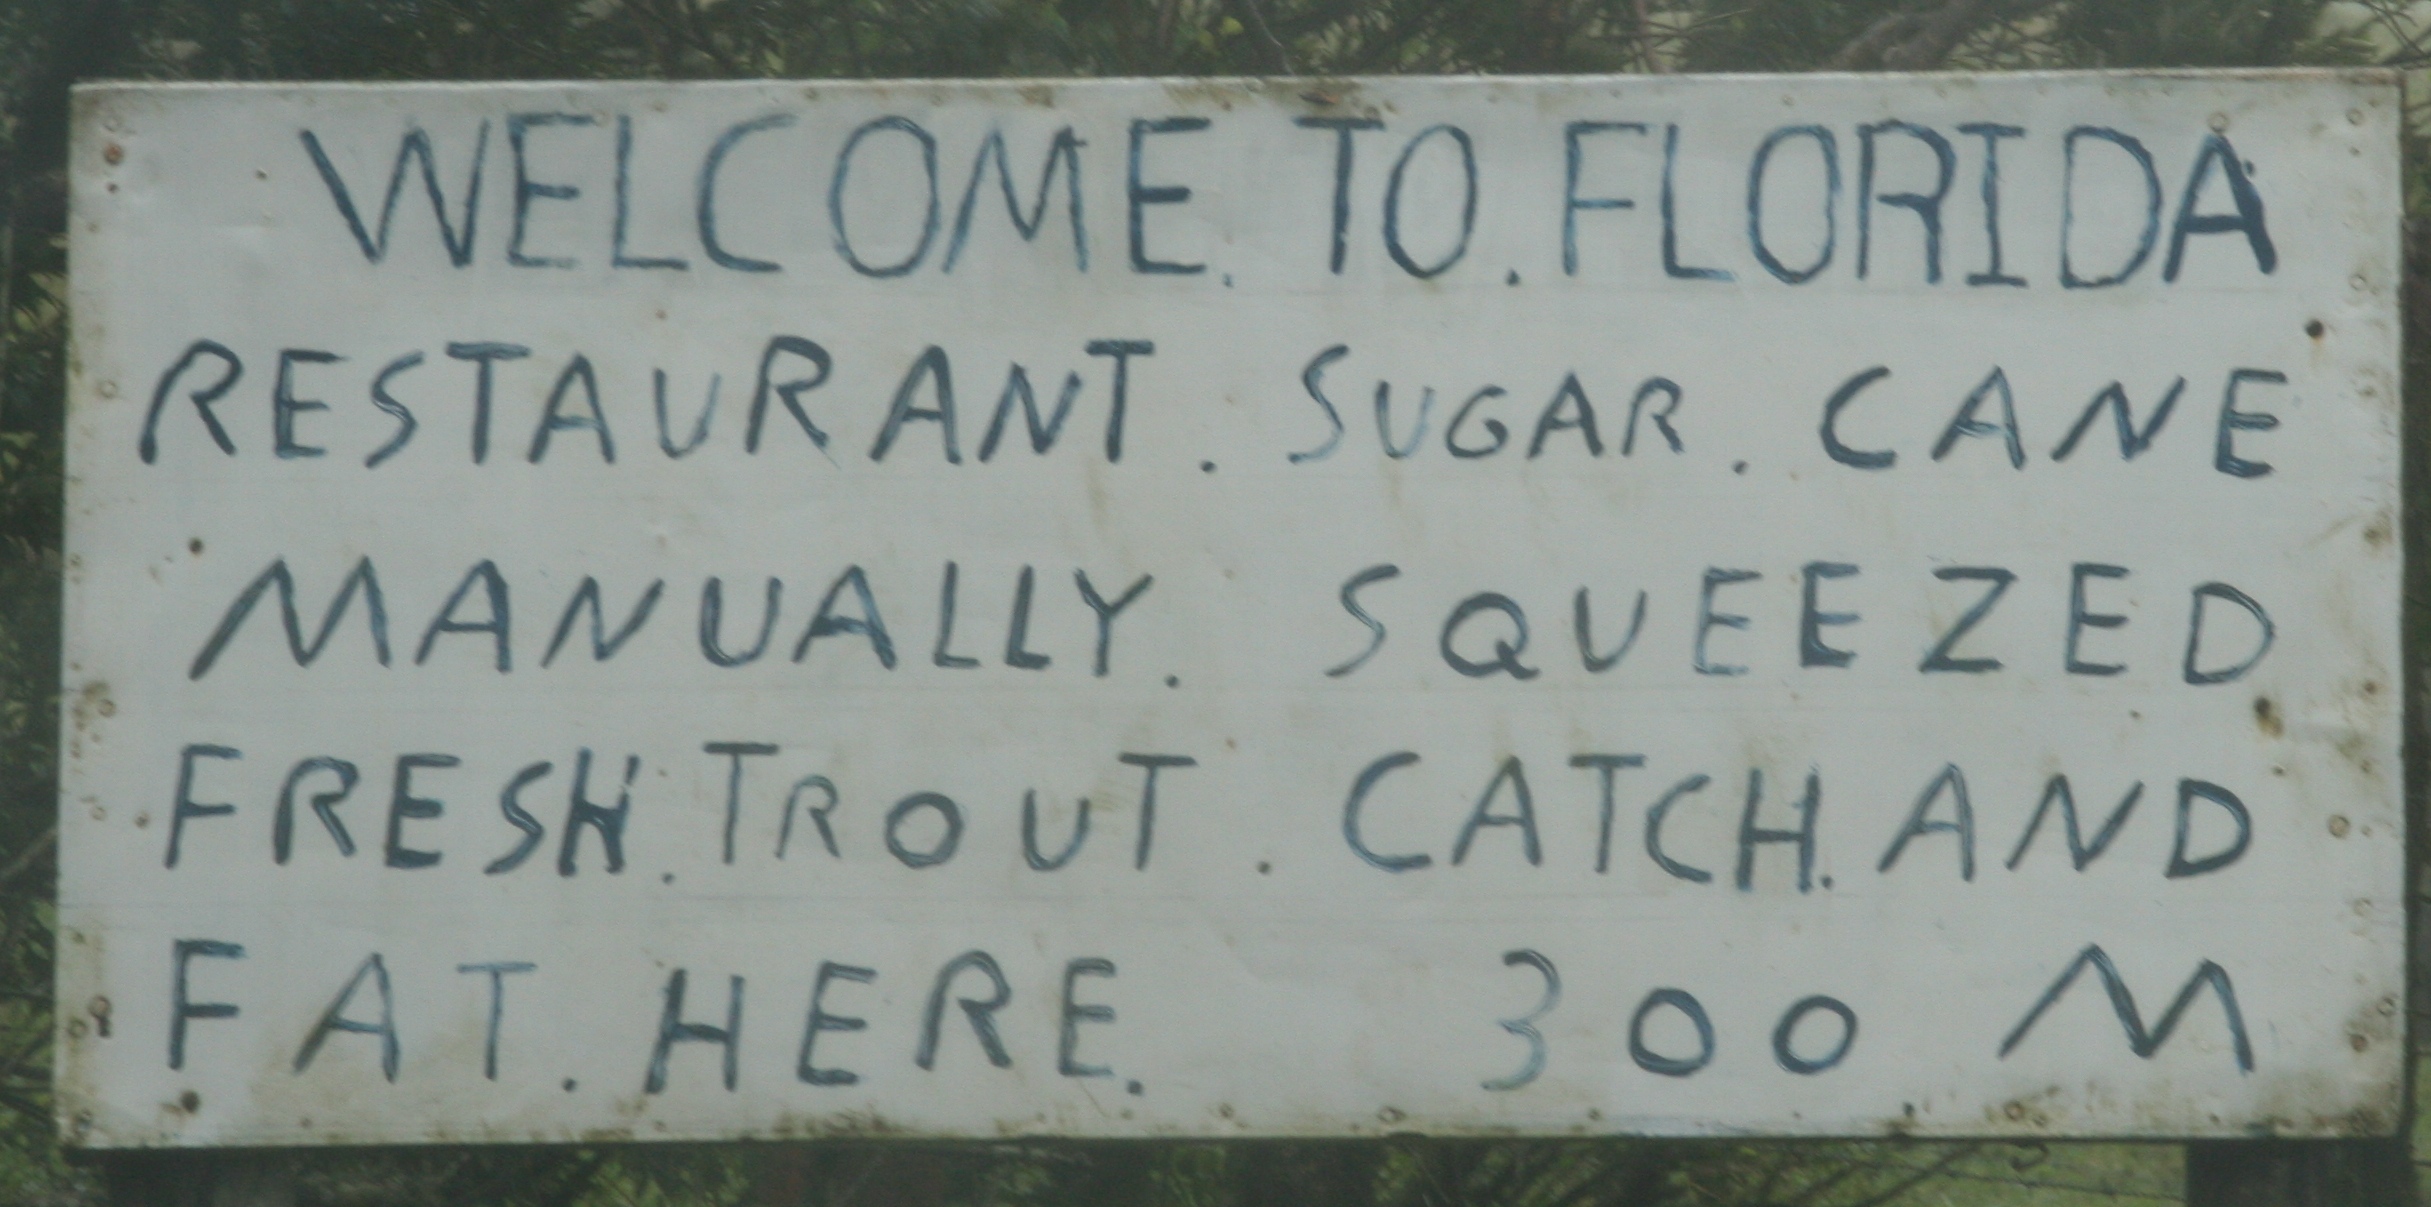 WELCOME. TO. FLORIDA
RESTAURANT. SUGAR. CANE
MANUALLY. SQUEEZED
FRESH. TROUT. CATCH. AND
FAT. HERE. 300 M